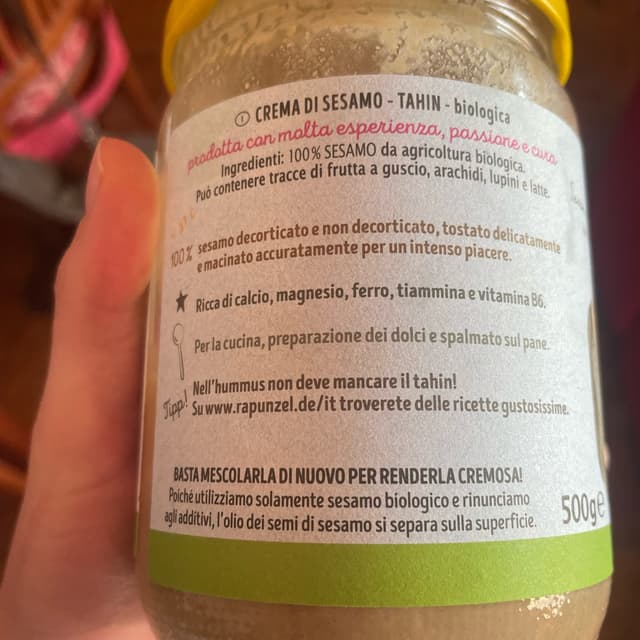 Ⓘ CREMA DI SESAMO - TAHIN - biologica
prodotta con molta esperienza, passione e cura
Ingredienti: 100% SESAMO da agricoltura biologica.
Può contenere tracce di frutta a guscio, arachidi, lupini e latte.
100% sesamo decorticato e non decorticato, tostato delicatamente
e macinato accuratamente per un intenso piacere.
Ricca di calcio, magnesio, ferro, tiammina e vitamina B6.
Per la cucina, preparazione dei dolci e spalmato sul pane.
Tipp! Nell'hummus non deve mancare il tahin!
Su www.rapunzel.de/it troverete delle ricette gustosissime.
BASTA MESCOLARLA DI NUOVO PER RENDERLA CREMOSA!
Poiché utilizziamo solamente sesamo biologico e rinunciamo
agli additivi, l'olio dei semi di sesamo si separa sulla superficie.
500g e